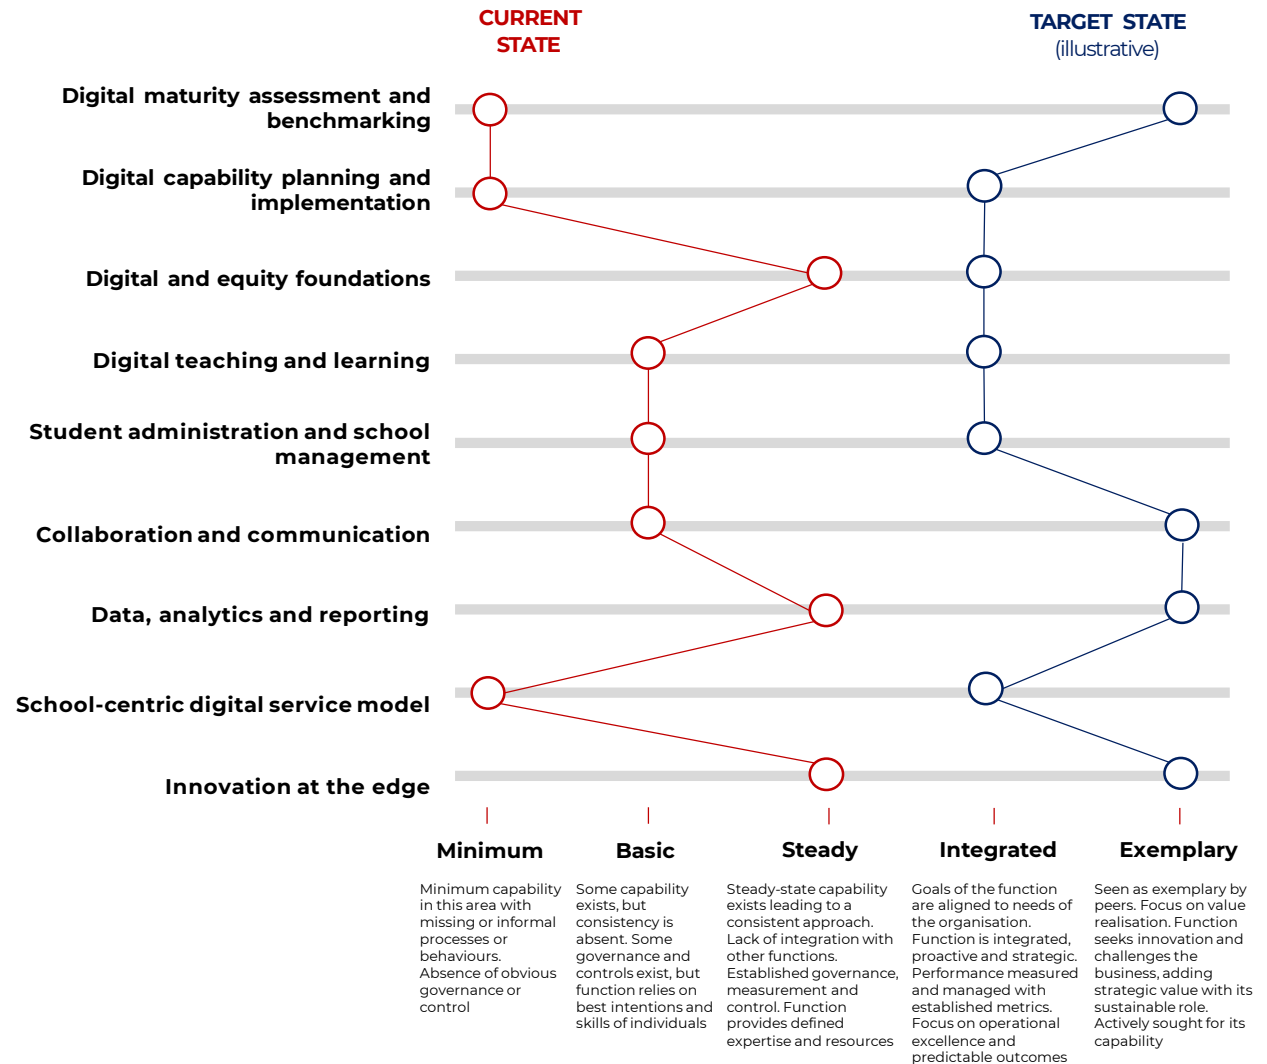 CURRENT
STATE
TARGET STATE
(illustrative)
Digital maturity assessment and
benchmarking
Digital capability planning and
implementation
Digital and equity foundations
Digital teaching and learning
Student administration and school
management
Collaboration and communication
Data, analytics and reporting
School-centric digital service model
Innovation at the edge
Minimum
Minimum capability
in this area with
missing or informal
processes or
behaviours.
Absence of obvious
governance or
control
Basic
Some capability
exists, but
consistency is
absent. Some
governance and
controls exist, but
function relies on
best intentions and
skills of individuals
Steady
Steady-state capability
exists leading to a
consistent approach.
Lack of integration with
other functions.
Established governance,
measurement and
control. Function
provides defined
expertise and resources
Integrated
Goals of the function
are aligned to needs of
the organisation.
Function is integrated,
proactive and strategic.
Performance measured
and managed with
established metrics.
Focus on operational
excellence and
predictable outcomes
Exemplary
Seen as exemplary by
peers. Focus on value
realisation. Function
seeks innovation and
challenges the
business, adding
strategic value with its
sustainable role.
Actively sought for its
capability